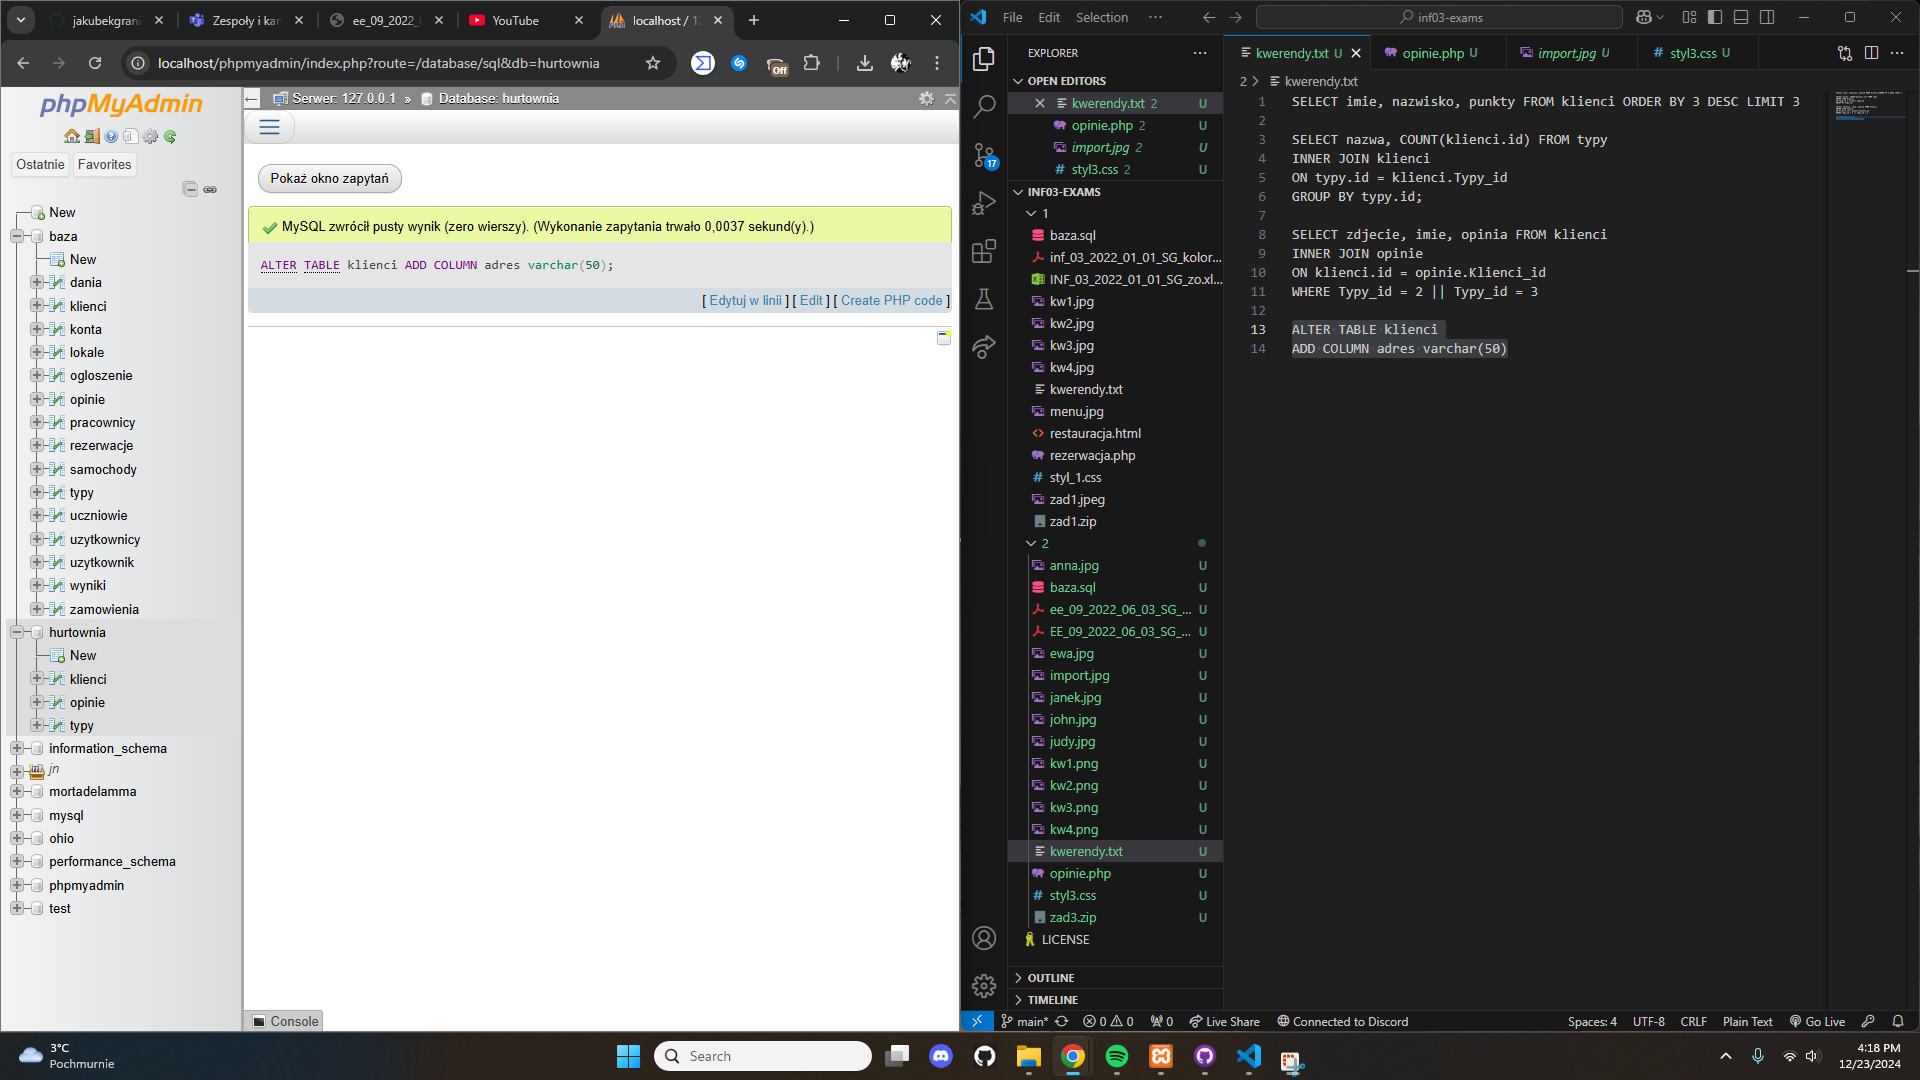 jakubekgrani
Zespoły i kan
ee_09_2022_
YouTube
localhost / 12
localhost/phpmyadmin/index.php?route=/database/sql&db=hurtownia
Off
phpMyAdmin
Ostatnie
Favorites
New
baza
New
dania
klienci
konta
lokale
ogloszenie
opinie
pracownicy
rezerwacje
samochody
typy
uczniowie
uzytkownicy
uzytkownik
wyniki
zamowienia
hurtownia
New
klienci
opinie
typy
information_schema
jn
mortadelamma
mysql
ohio
performance_schema
phpmyadmin
test
Serwer: 127.0.0.1 » Database: hurtownia
Pokaż okno zapytań
MySQL zwrócił pusty wynik (zero wierszy). (Wykonanie zapytania trwało 0,0037 sekund(y).)
ALTER TABLE klienci ADD COLUMN adres varchar(50);
[ Edytuj w linii ] [ Edit ] [ Create PHP code ]
Console
File Edit Selection ···
inf03-exams
EXPLORER
OPEN EDITORS
kwerendy.txt 2 U
opinie.php 2 U
import.jpg 2 U
styl3.css 2 U
17
INF03-EXAMS
1
baza.sql
inf_03_2022_01_01_SG_kolor...
INF_03_2022_01_01_SG_zo.xl...
kw1.jpg
kw2.jpg
kw3.jpg
kw4.jpg
kwerendy.txt
menu.jpg
restauracja.html
rezerwacja.php
styl_1.css
zad1.jpeg
zad1.zip
2
anna.jpg U
baza.sql U
ee_09_2022_06_03_SG_... U
EE_09_2022_06_03_SG_... U
ewa.jpg U
import.jpg U
janek.jpg U
john.jpg U
judy.jpg U
kw1.png U
kw2.png U
kw3.png U
kw4.png U
kwerendy.txt U
opinie.php U
styl3.css U
zad3.zip U
LICENSE
OUTLINE
TIMELINE
kwerendy.txt U
opinie.php U
import.jpg U
styl3.css U
2 > kwerendy.txt
1 SELECT imie, nazwisko, punkty FROM klienci ORDER BY 3 DESC LIMIT 3
2
3 SELECT nazwa, COUNT(klienci.id) FROM typy
4 INNER JOIN klienci
5 ON typy.id = klienci.Typy_id
6 GROUP BY typy.id;
7
8 SELECT zdjecie, imie, opinia FROM klienci
9 INNER JOIN opinie
10 ON klienci.id = opinie.Klienci_id
11 WHERE Typy_id = 2 || Typy_id = 3
12
13 ALTER TABLE klienci
14 ADD COLUMN adres varchar(50)
main* 0 0 0 Live Share Connected to Discord
Spaces: 4 UTF-8 CRLF Plain Text Go Live
3°C
Pochmurnie
Search
4:18 PM
12/23/2024